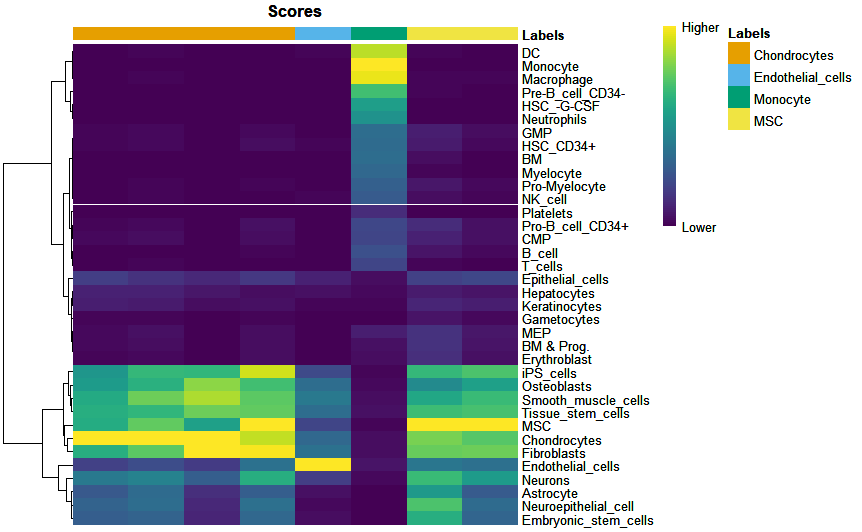 Scores
Labels
DC
Monocyte
Macrophage
Pre-B_cell_CD34-
HSC_-G-CSF
Neutrophils
GMP
HSC_CD34+
BM
Myelocyte
Pro-Myelocyte
NK_cell
Platelets
Pro-B_cell_CD34+
CMP
B_cell
T_cells
Epithelial_cells
Hepatocytes
Keratinocytes
Gametocytes
MEP
BM & Prog.
Erythroblast
iPS_cells
Osteoblasts
Smooth_muscle_cells
Tissue_stem_cells
MSC
Chondrocytes
Fibroblasts
Endothelial_cells
Neurons
Astrocyte
Neuroepithelial_cell
Embryonic_stem_cells
Higher
Lower
Labels
Chondrocytes
Endothelial_cells
Monocyte
MSC